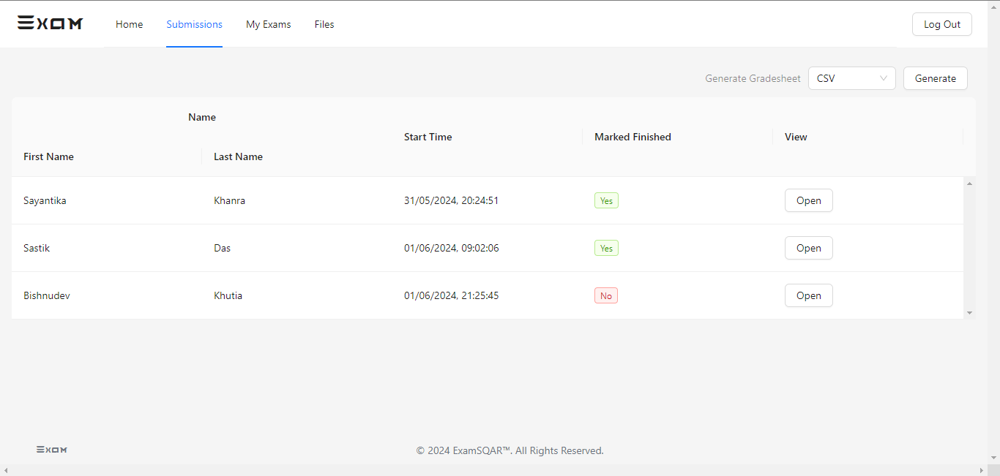 Exam
Home
Submissions
My Exams
Files
Log Out
Generate Gradesheet
CSV
Generate
Name
Start Time
Marked Finished
View
First Name
Last Name
Sayantika
Khanra
31/05/2024, 20:24:51
Yes
Open
Sastik
Das
01/06/2024, 09:02:06
Yes
Open
Bishnudev
Khutia
01/06/2024, 21:25:45
No
Open
Exam
© 2024 ExamSQAR™. All Rights Reserved.